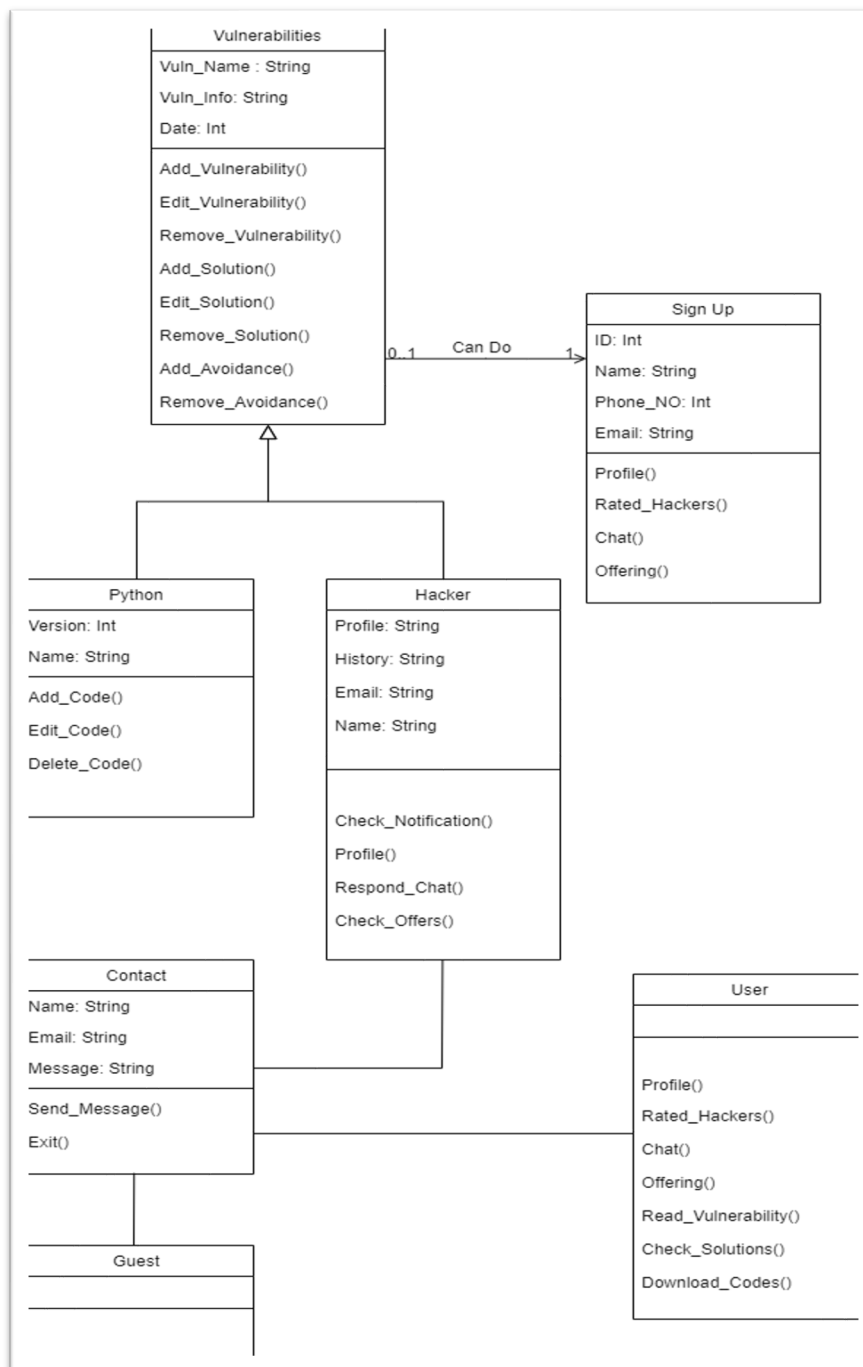 Vulnerabilities
Vuln_Name : String
Vuln_Info: String
Date: Int
Add_Vulnerability()
Edit_Vulnerability()
Remove_Vulnerability()
Add_Solution()
Edit_Solution()
Remove_Solution()
Add_Avoidance()
Remove_Avoidance()
0..1
Can Do
1
Sign Up
ID: Int
Name: String
Phone_NO: Int
Email: String
Profile()
Rated_Hackers()
Chat()
Offering()
Python
Version: Int
Name: String
Add_Code()
Edit_Code()
Delete_Code()
Hacker
Profile: String
History: String
Email: String
Name: String
Check_Notification()
Profile()
Respond_Chat()
Check_Offers()
Contact
Name: String
Email: String
Message: String
Send_Message()
Exit()
User
Profile()
Rated_Hackers()
Chat()
Offering()
Read_Vulnerability()
Check_Solutions()
Download_Codes()
Guest